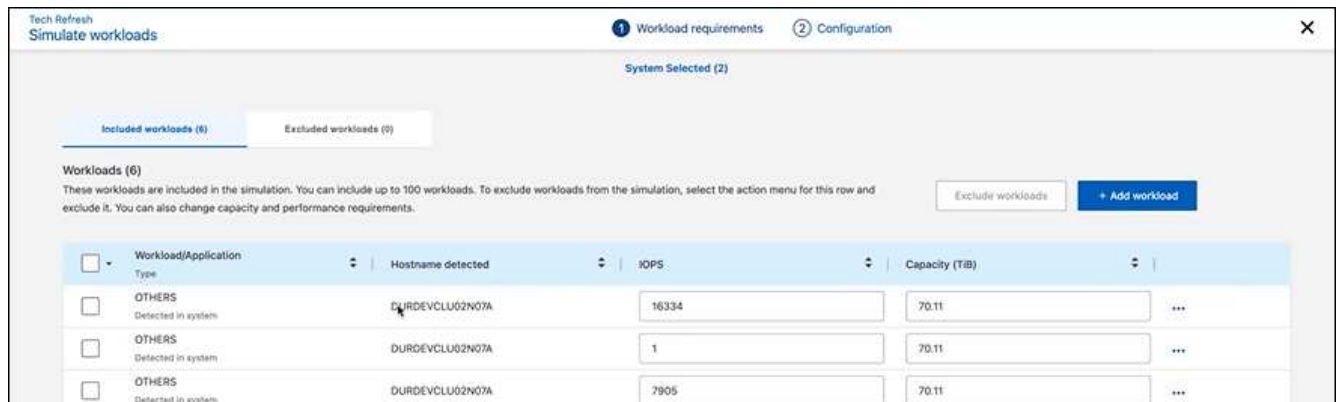 Tech Refresh
Simulate workloads
1 Workload requirements 2 Configuration
System Selected (2)
Included workloads (6) Excluded workloads (0)
Workloads (6)
These workloads are included in the simulation. You can include up to 100 workloads. To exclude workloads from the simulation, select the action menu for this row and
exclude it. You can also change capacity and performance requirements.
Exclude workloads + Add workload
Workload/Application Hostname detected IOPS Capacity (TiB)
Type
OTHERS
Detected in system
DURDEVCLU02N07A 16334 70.11
OTHERS
Detected in system
DURDEVCLU02N07A 1 70.11
OTHERS
Detected in system
DURDEVCLU02N07A 7905 70.11